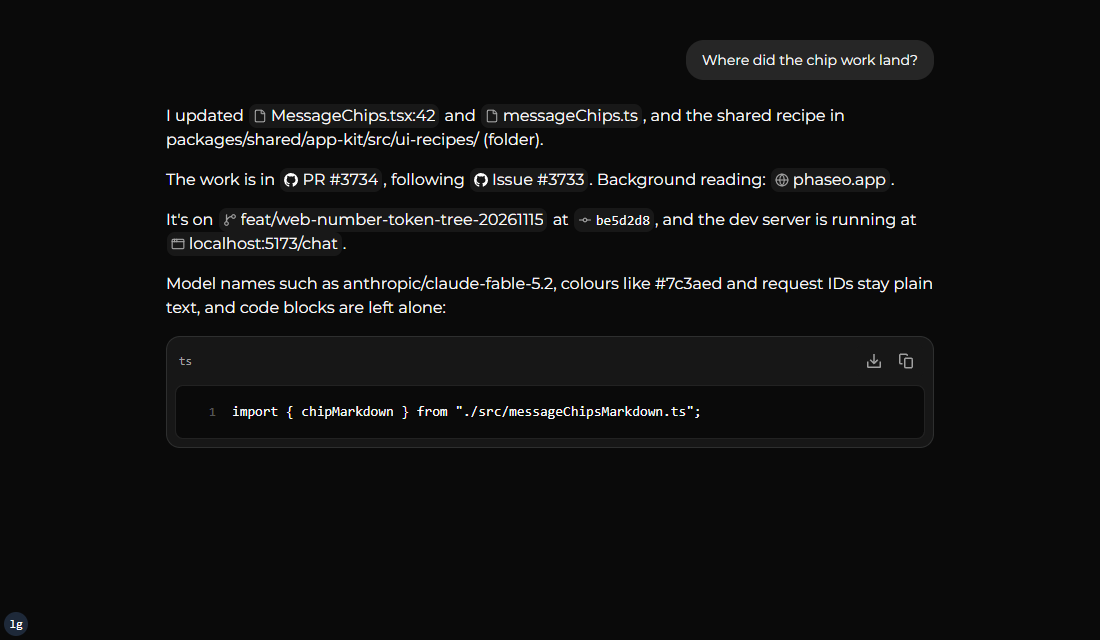 Where did the chip work land?
I updated MessageChips.tsx:42 and messageChips.ts, and the shared recipe in
packages/shared/app-kit/src/ui-recipes/ (folder).
The work is in PR #3734, following Issue #3733. Background reading: phaseo.app.
It's on feat/web-number-token-tree-20261115 at be5d2d8, and the dev server is running at
localhost:5173/chat.
Model names such as anthropic/claude-fable-5.2, colours like #7c3aed and request IDs stay plain
text, and code blocks are left alone:
ts
1 import { chipMarkdown } from "./src/messageChipsMarkdown.ts";
lg